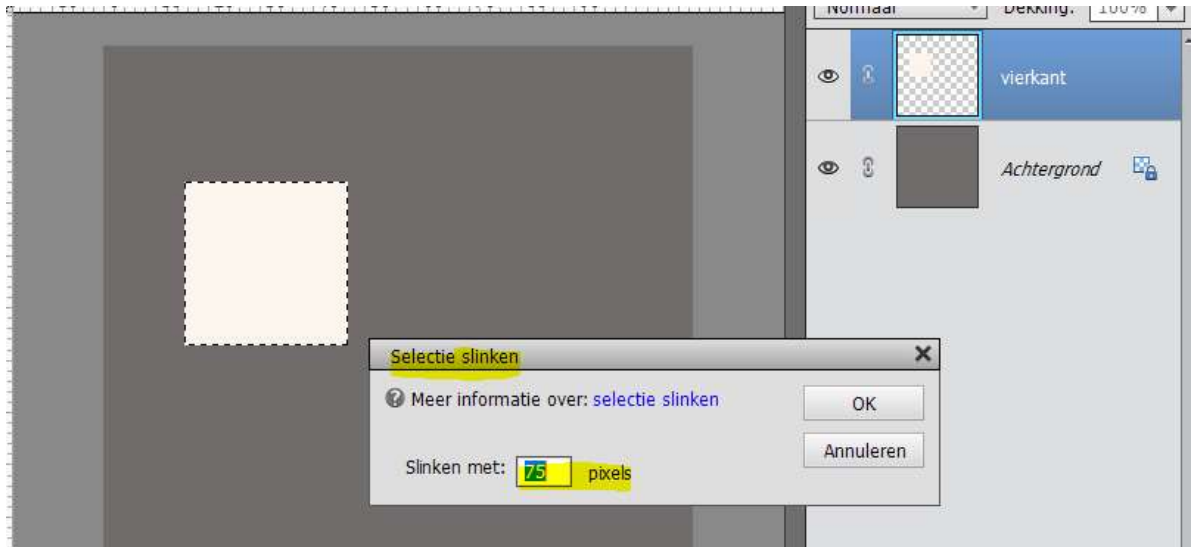 Normaal Dekking: 100%
vierkant
Achtergrond
Selectie slinken
Meer informatie over: selectie slinken
OK
Annuleren
Slinken met: 75 pixels